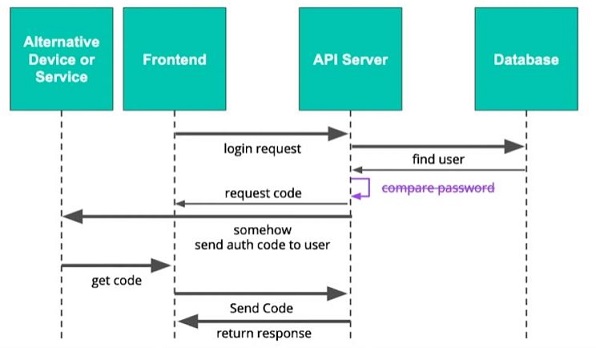 Alternative
Device or
Service
Frontend
API Server
Database
login request
find user
compare password
request code
somehow
send auth code to user
get code
Send Code
return response